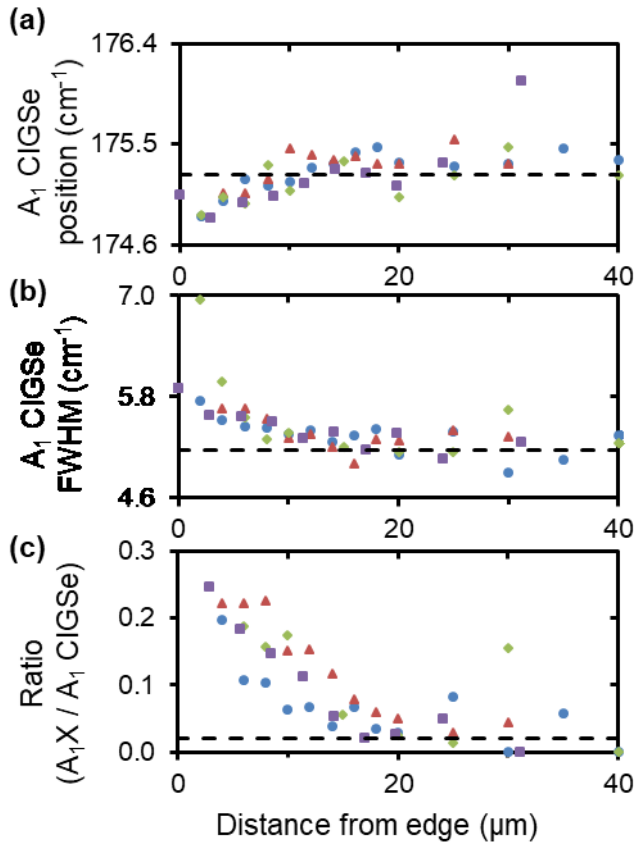 (a)
A₁ CIGSe
position (cm⁻¹)
176.4
175.5
174.6
0
20
40
(b)
A₁ CIGSe
FWHM (cm⁻¹)
7.0
5.8
4.6
0
20
40
(c)
Ratio
(A₁X / A₁ CIGSe)
0.3
0.2
0.1
0.0
0
20
40
Distance from edge (µm)